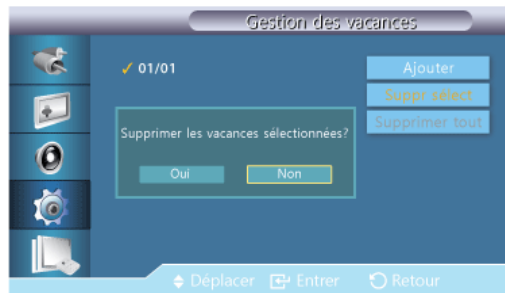 Gestion des vacances
✓ 01/01
Ajouter
Suppr sélect.
Supprimer tout
Supprimer les vacances sélectionnées?
Oui Non
Déplacer Entrer Retour